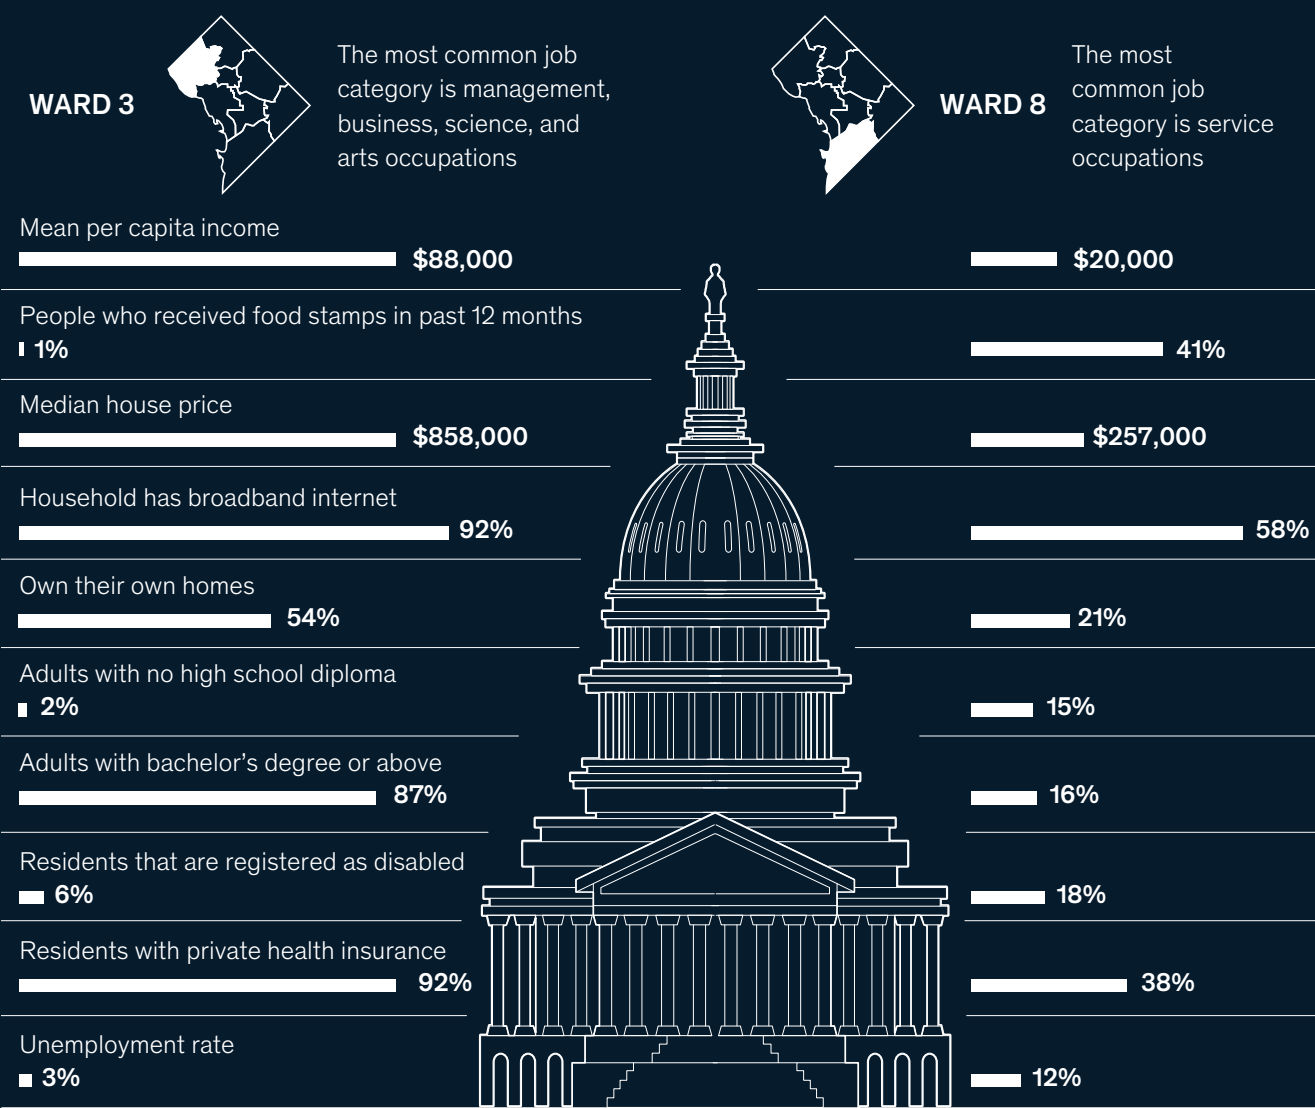 WARD 3
The most common job
category is management,
business, science, and
arts occupations
WARD 8
The most
common job
category is service
occupations
Mean per capita income
$88,000
$20,000
People who received food stamps in past 12 months
1%
41%
Median house price
$858,000
$257,000
Household has broadband internet
92%
58%
Own their own homes
54%
21%
Adults with no high school diploma
2%
15%
Adults with bachelor’s degree or above
87%
16%
Residents that are registered as disabled
6%
18%
Residents with private health insurance
92%
38%
Unemployment rate
3%
12%